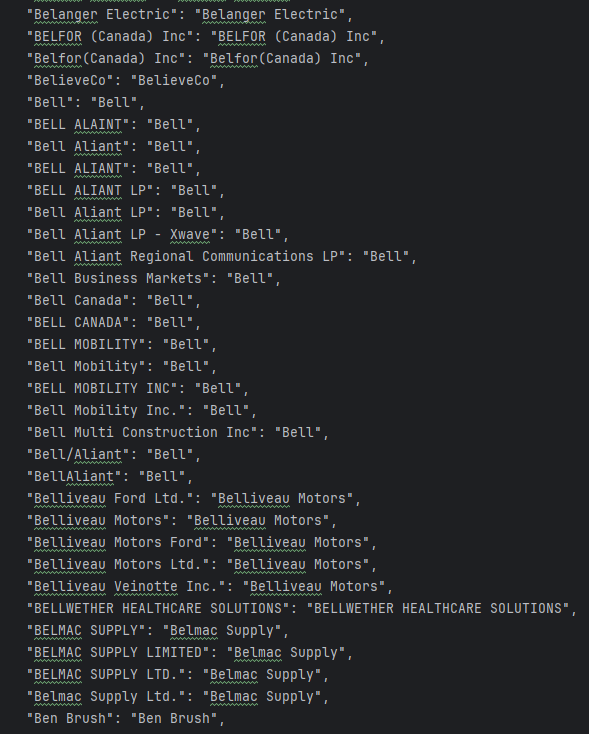 "Belanger Electric": "Belanger Electric",
"BELFOR (Canada) Inc": "BELFOR (Canada) Inc",
"Belfor(Canada) Inc": "Belfor(Canada) Inc",
"BelieveCo": "BelieveCo",
"Bell": "Bell",
"BELL ALAINT": "Bell",
"Bell Aliant": "Bell",
"BELL ALIANT": "Bell",
"BELL ALIANT LP": "Bell",
"Bell Aliant LP": "Bell",
"Bell Aliant LP - Xwave": "Bell",
"Bell Aliant Regional Communications LP": "Bell",
"Bell Business Markets": "Bell",
"Bell Canada": "Bell",
"BELL CANADA": "Bell",
"BELL MOBILITY": "Bell",
"Bell Mobility": "Bell",
"BELL MOBILITY INC": "Bell",
"Bell Mobility Inc.": "Bell",
"Bell Multi Construction Inc": "Bell",
"Bell/Aliant": "Bell",
"BellAliant": "Bell",
"Belliveau Ford Ltd.": "Belliveau Motors",
"Belliveau Motors": "Belliveau Motors",
"Belliveau Motors Ford": "Belliveau Motors",
"Belliveau Motors Ltd.": "Belliveau Motors",
"Belliveau Veinotte Inc.": "Belliveau Motors",
"BELLWETHER HEALTHCARE SOLUTIONS": "BELLWETHER HEALTHCARE SOLUTIONS",
"BELMAC SUPPLY": "Belmac Supply",
"BELMAC SUPPLY LIMITED": "Belmac Supply",
"BELMAC SUPPLY LTD.": "Belmac Supply",
"Belmac Supply Ltd.": "Belmac Supply",
"Ben Brush": "Ben Brush",